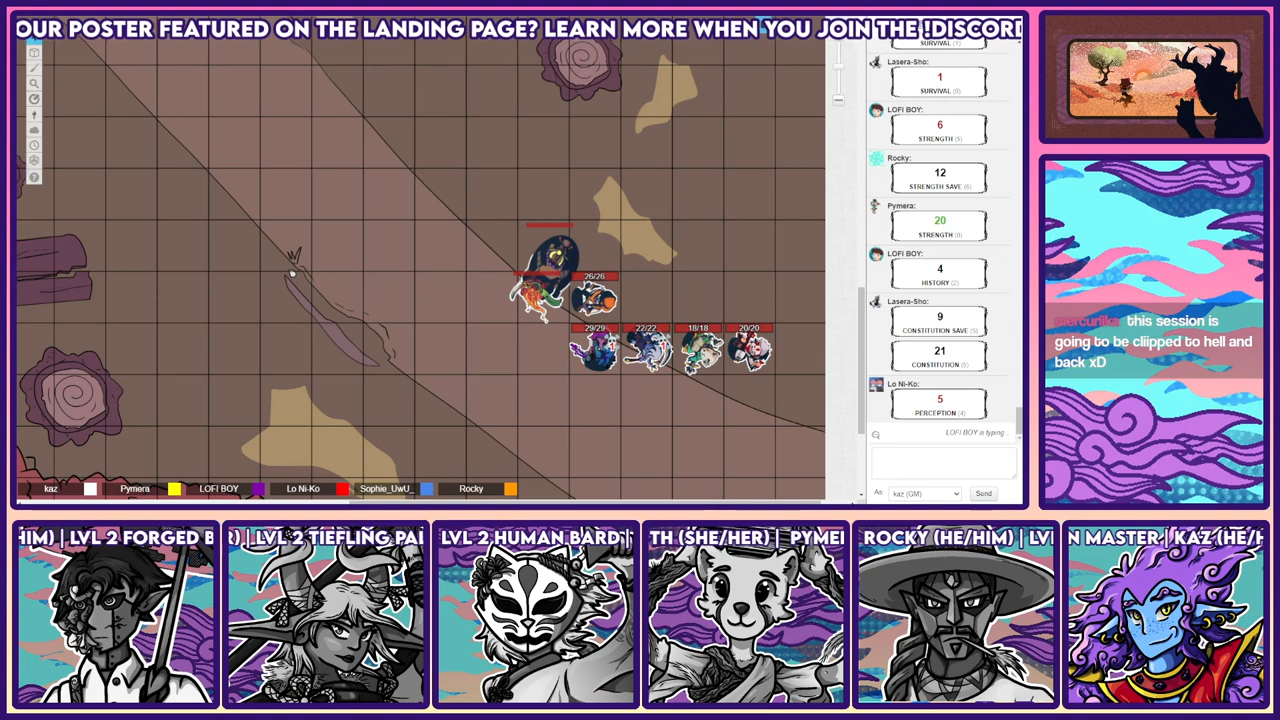 OUR POSTER FEATURED ON THE LANDING PAGE? LEARN MORE WHEN YOU JOIN THE !DISCORD
SURVIVAL (1)
Lasera-Sho:
1
SURVIVAL (0)
LOFI BOY:
6
STRENGTH (5)
Rocky:
12
STRENGTH SAVE (6)
Pymera:
20
STRENGTH (0)
LOFI BOY:
4
HISTORY (2)
Lasera-Sho:
9
CONSTITUTION SAVE (5)
21
CONSTITUTION (5)
Lo Ni-Ko:
5
PERCEPTION (4)
LOFI BOY is typing...
As: kaz (GM) Send
26/26
29/29 22/22 18/18 20/20
kaz Pymera LOFI BOY Lo Ni-Ko Sophie_UwU_ Rocky
this session is
going to be cliipped to hell and
back xD
HIM) | LVL 2 FORGED B
R) | LVL 2 TIEFLING PAL
LVL 2 HUMAN BARD |
TH (SHE/HER) | PYMER
ROCKY (HE/HIM) | LVL
N MASTER | KAZ (HE/H